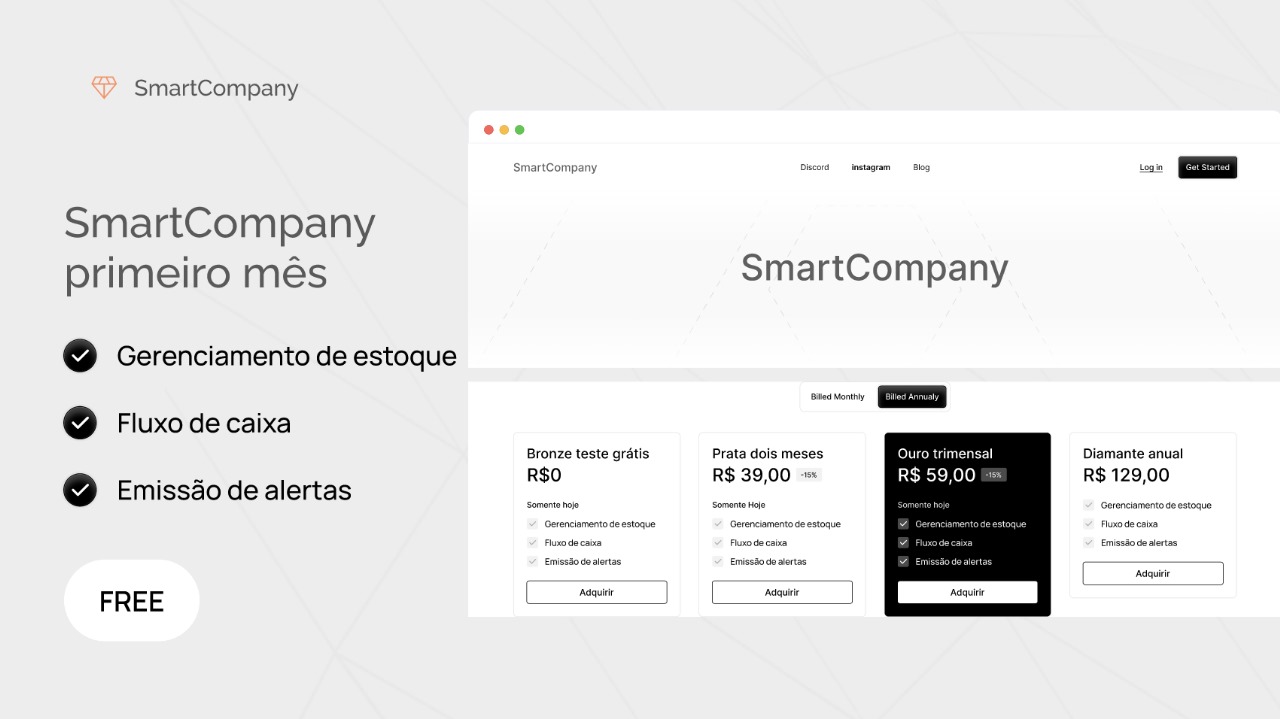 SmartCompany
SmartCompany
primeiro mês
Gerenciamento de estoque
Fluxo de caixa
Emissão de alertas
FREE
SmartCompany
Discord
instagram
Blog
Log in
Get Started
SmartCompany
Billed Monthly
Billed Annualy
Bronze teste grátis
R$0
Somente hoje
Gerenciamento de estoque
Fluxo de caixa
Emissão de alertas
Adquirir
Prata dois meses
R$ 39,00 -15%
Somente Hoje
Gerenciamento de estoque
Fluxo de caixa
Emissão de alertas
Adquirir
Ouro trimensal
R$ 59,00 -15%
Somente hoje
Gerenciamento de estoque
Fluxo de caixa
Emissão de alertas
Adquirir
Diamante anual
R$ 129,00
Gerenciamento de estoque
Fluxo de caixa
Emissão de alertas
Adquirir